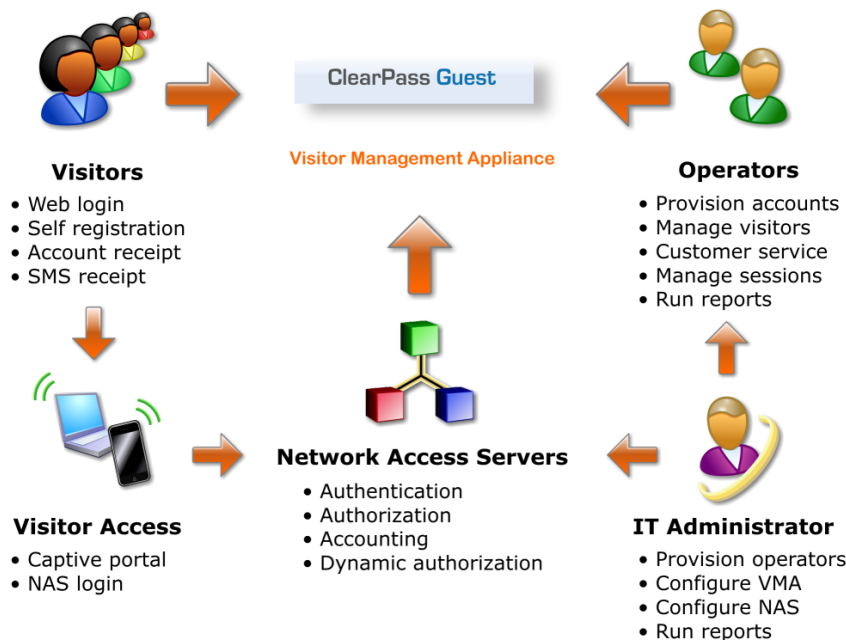 ClearPass Guest
Visitor Management Appliance
Visitors
• Web login
• Self registration
• Account receipt
• SMS receipt
Operators
• Provision accounts
• Manage visitors
• Customer service
• Manage sessions
• Run reports
Visitor Access
• Captive portal
• NAS login
Network Access Servers
• Authentication
• Authorization
• Accounting
• Dynamic authorization
IT Administrator
• Provision operators
• Configure VMA
• Configure NAS
• Run reports